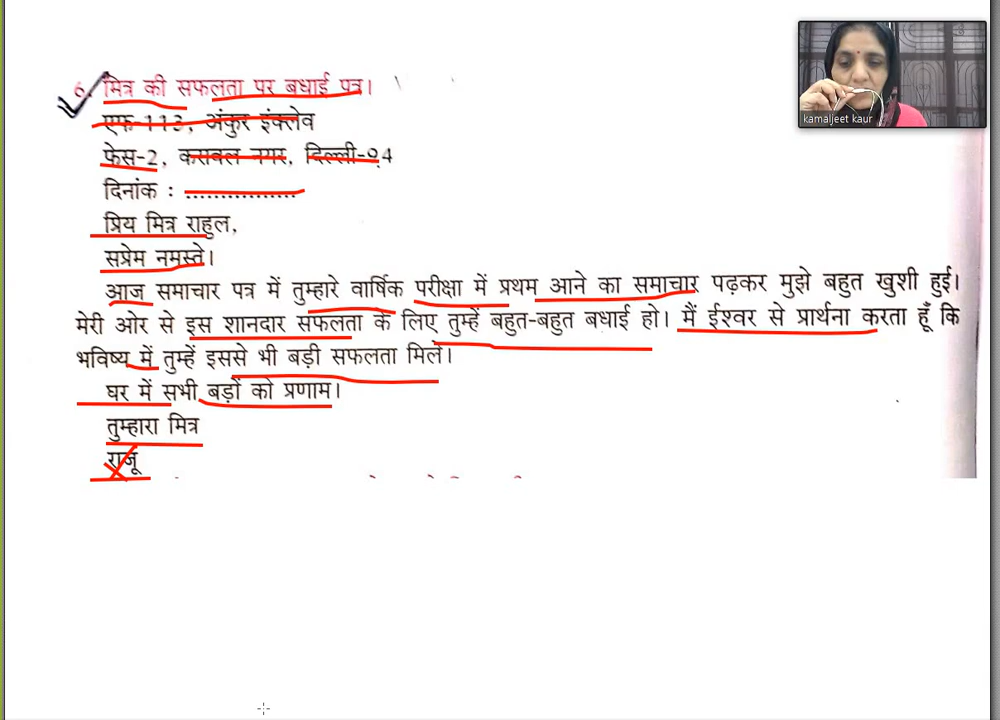 6. मित्र की सफलता पर बधाई पत्र।
एफ-113, अंकुर इंक्लेव
फेस-2, करावल नगर, दिल्ली-94
दिनांक : ................
प्रिय मित्र राहुल,
सप्रेम नमस्ते।
आज समाचार पत्र में तुम्हारे वार्षिक परीक्षा में प्रथम आने का समाचार पढ़कर मुझे बहुत खुशी हुई।
मेरी ओर से इस शानदार सफलता के लिए तुम्हें बहुत-बहुत बधाई हो। मैं ईश्वर से प्रार्थना करता हूँ कि
भविष्य में तुम्हें इससे भी बड़ी सफलता मिले।
घर में सभी बड़ों को प्रणाम।
तुम्हारा मित्र
राजू
kamaljeet kaur